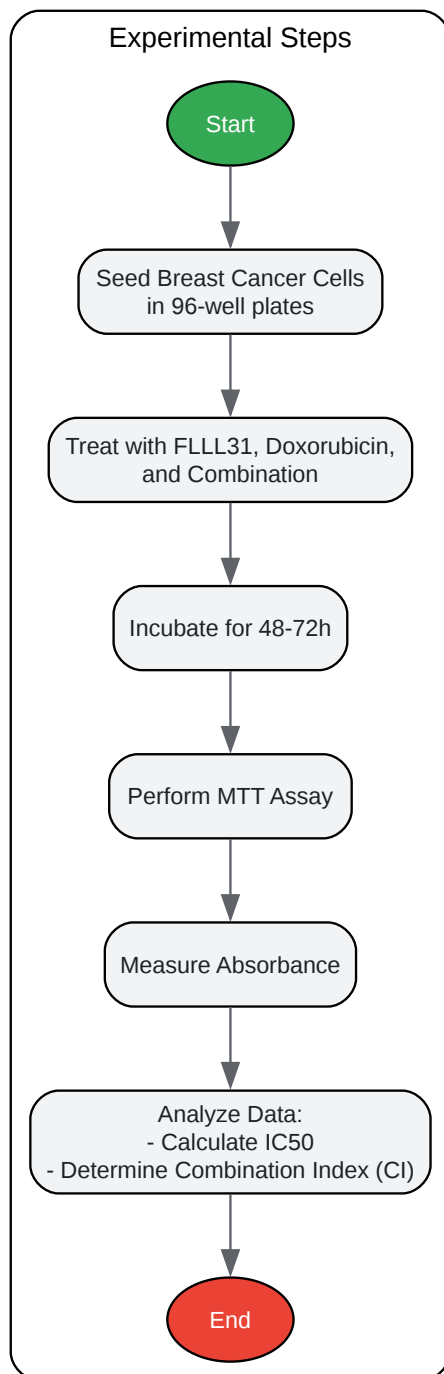 Experimental Steps
Start
Seed Breast Cancer Cells
in 96-well plates
Treat with FLLL31, Doxorubicin,
and Combination
Incubate for 48-72h
Perform MTT Assay
Measure Absorbance
Analyze Data:
- Calculate IC50
- Determine Combination Index (CI)
End